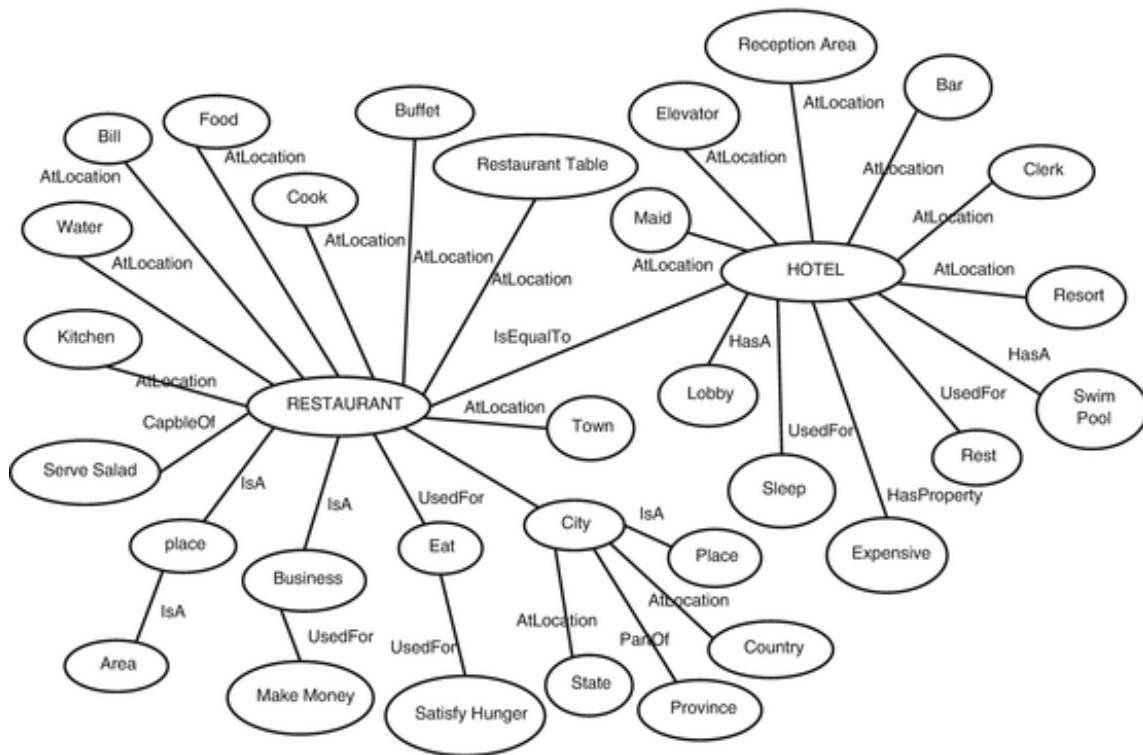 Reception Area
Bar
Buffet
Elevator
AtLocation
Food
Bill
AtLocation
AtLocation
Restaurant Table
AtLocation
Clerk
AtLocation
Cook
AtLocation
Maid
Water
AtLocation
AtLocation
AtLocation
AtLocation
AtLocation
HOTEL
AtLocation
AtLocation
Resort
Kitchen
IsEqualTo
HasA
HasA
AtLocation
RESTAURANT
AtLocation
Lobby
UsedFor
Swim
Pool
CapbleOf
Town
UsedFor
Serve Salad
Rest
IsA
Sleep
UsedFor
HasProperty
IsA
IsA
City
place
Eat
Place
Expensive
Business
AtLocation
IsA
AtLocation
UsedFor
UsedFor
PartOf
Country
Area
State
Make Money
Province
Satisfy Hunger